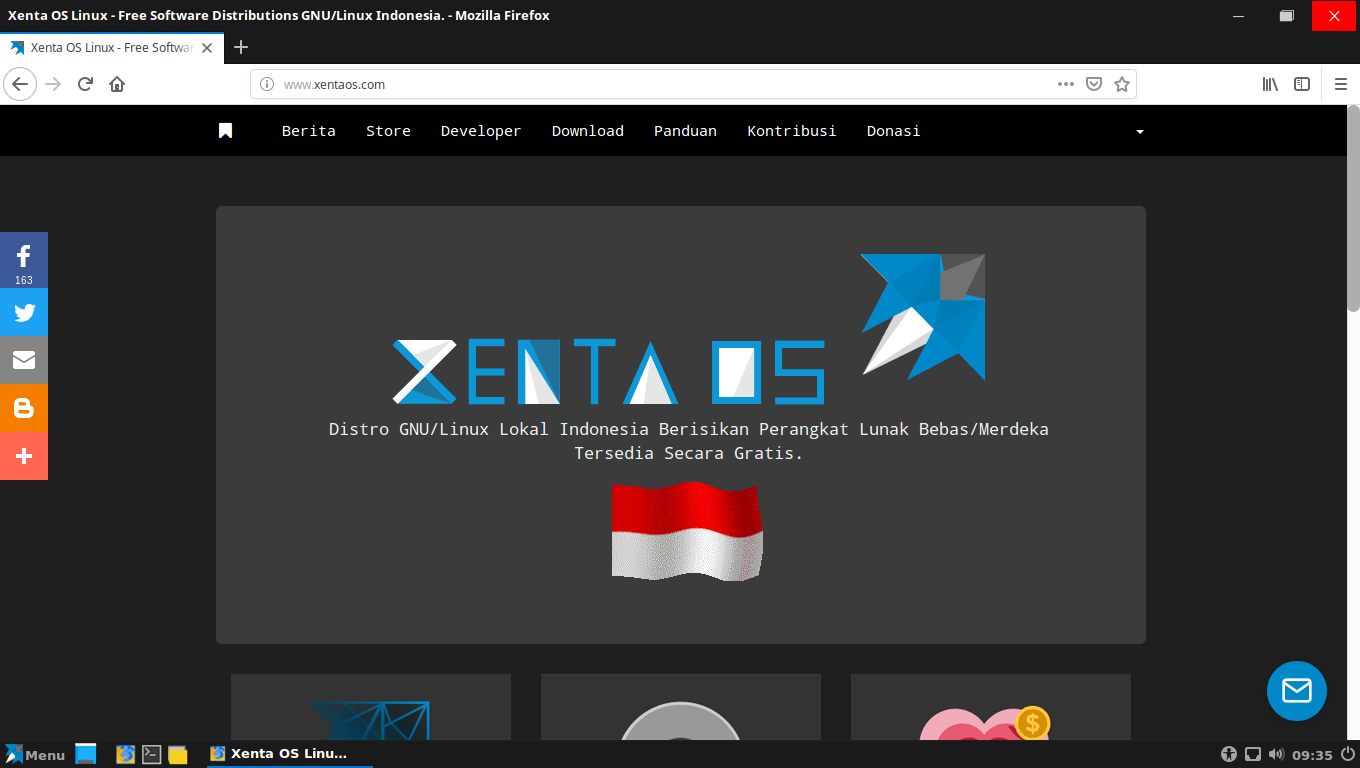 Xenta OS Linux - Free Software Distributions GNU/Linux Indonesia. - Mozilla Firefox
Xenta OS Linux - Free Softwar
www.xentaos.com
Berita Store Developer Download Panduan Kontribusi Donasi
163
XENTA OS
Distro GNU/Linux Lokal Indonesia Berisikan Perangkat Lunak Bebas/Merdeka
Tersedia Secara Gratis.
$
Menu Xenta OS Linu... 09:35